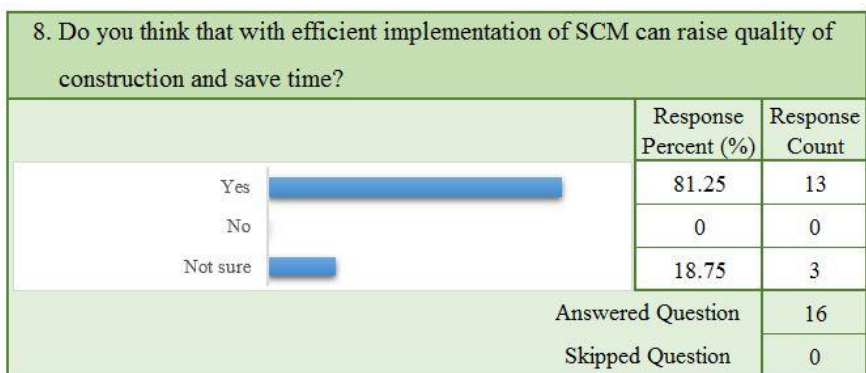 8. Do you think that with efficient implementation of SCM can raise quality of
construction and save time?
Response Percent (%)
Response Count
Yes 81.25 13
No 0 0
Not sure 18.75 3
Answered Question 16
Skipped Question 0